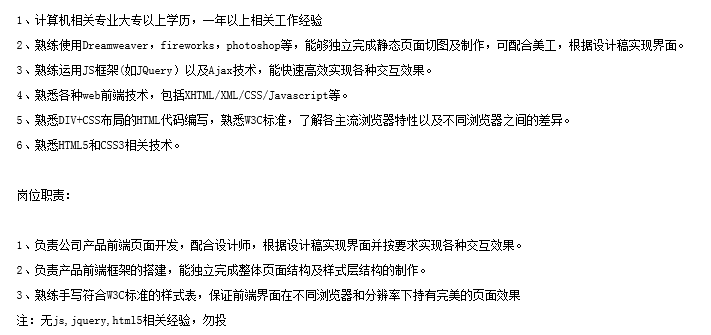 1、计算机相关专业大专以上学历，一年以上相关工作经验
2、熟练使用Dreamweaver，fireworks，photoshop等，能够独立完成静态页面切图及制作，可配合美工，根据设计稿实现界面。
3、熟练运用JS框架(如JQuery）以及Ajax技术，能快速高效实现各种交互效果。
4、熟悉各种web前端技术，包括XHTML/XML/CSS/Javascript等。
5、熟悉DIV+CSS布局的HTML代码编写，熟悉W3C标准，了解各主流浏览器特性以及不同浏览器之间的差异。
6、熟悉HTML5和CSS3相关技术。
岗位职责：
1、负责公司产品前端页面开发，配合设计师，根据设计稿实现界面并按要求实现各种交互效果。
2、负责产品前端框架的搭建，能独立完成整体页面结构及样式层结构的制作。
3、熟练手写符合W3C标准的样式表，保证前端界面在不同浏览器和分辨率下持有完美的页面效果
注：无js,jquery,html5相关经验，勿投